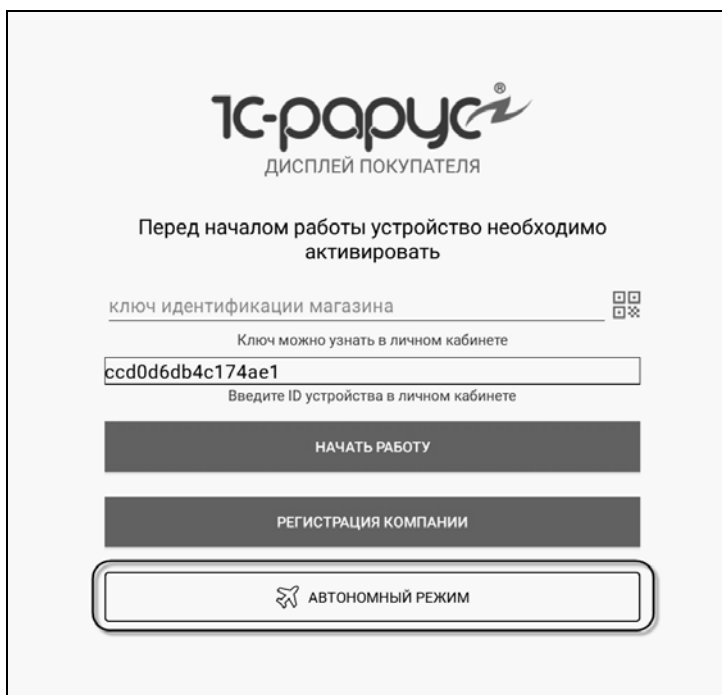 1С-рарус®
ДИСПЛЕЙ ПОКУПАТЕЛЯ
Перед началом работы устройство необходимо
активировать
ключ идентификации магазина
Ключ можно узнать в личном кабинете
ccd0d6db4c174ae1
Введите ID устройства в личном кабинете
НАЧАТЬ РАБОТУ
РЕГИСТРАЦИЯ КОМПАНИИ
АВТОНОМНЫЙ РЕЖИМ